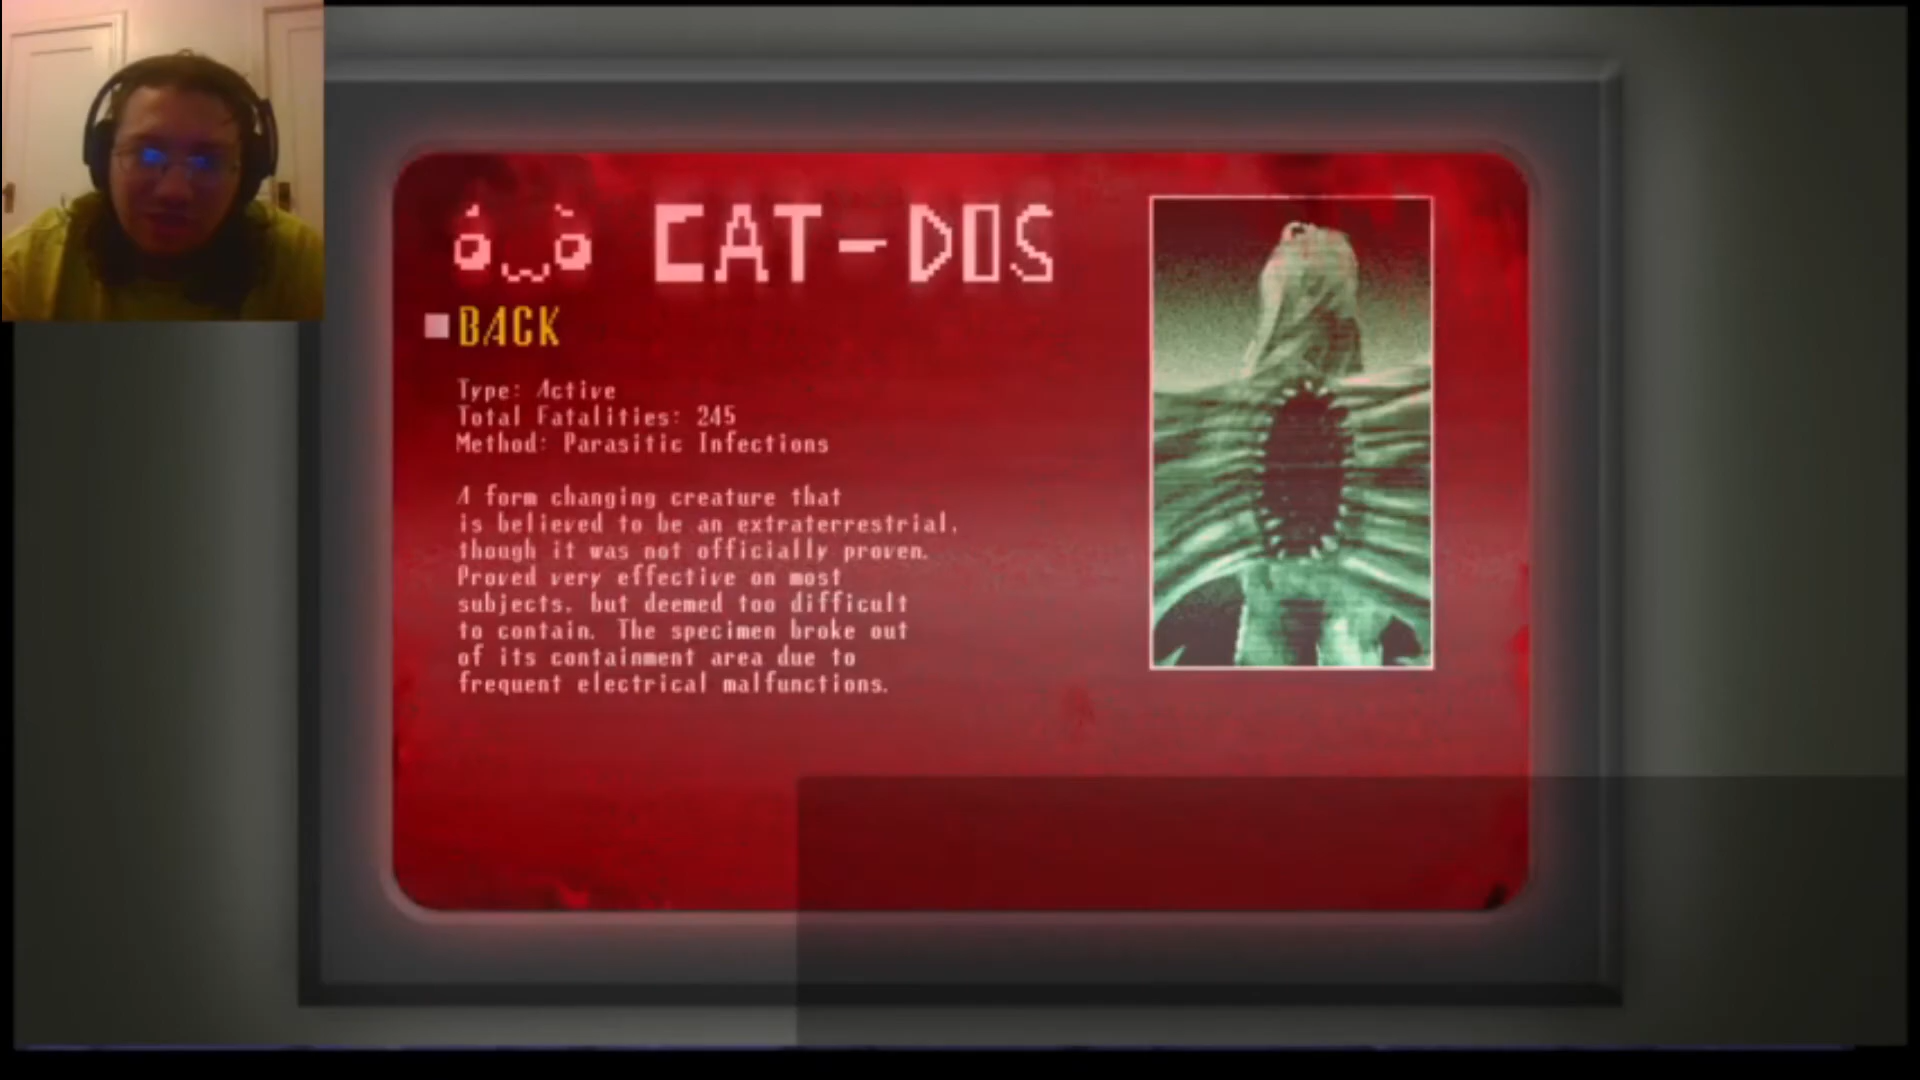 CAT-DOS
BACK
Type: Active
Total Fatalities: 245
Method: Parasitic Infections
A form changing creature that
is believed to be an extraterrestrial,
though it was not officially proven.
Proved very effective on most
subjects, but deemed too difficult
to contain. The specimen broke out
of its containment area due to
frequent electrical malfunctions.